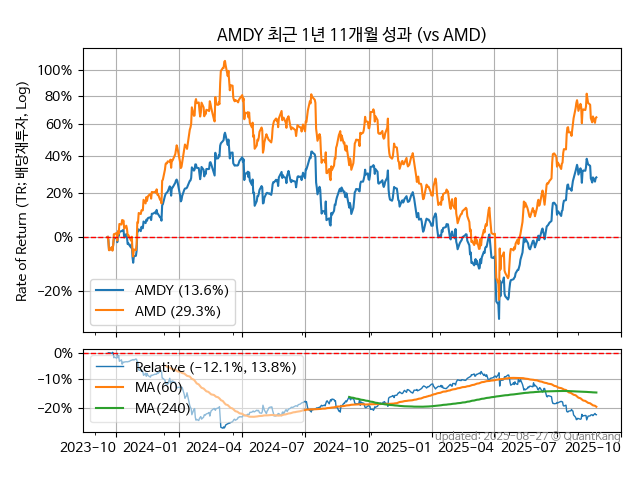 AMDY 최근 1년 11개월 성과 (vs AMD)
Rate of Return (TR: 배당재투자, Log)
100%
80%
60%
40%
20%
0%
−20%
AMDY (13.6%)
AMD (29.3%)
0%
−10%
−20%
Relative (−12.1%, 13.8%)
MA(60)
MA(240)
2023−10 2024−01 2024−04 2024−07 2024−10 2025−01 2025−04 2025−07 2025−10
updated: 2025−08−27 © QuantKang